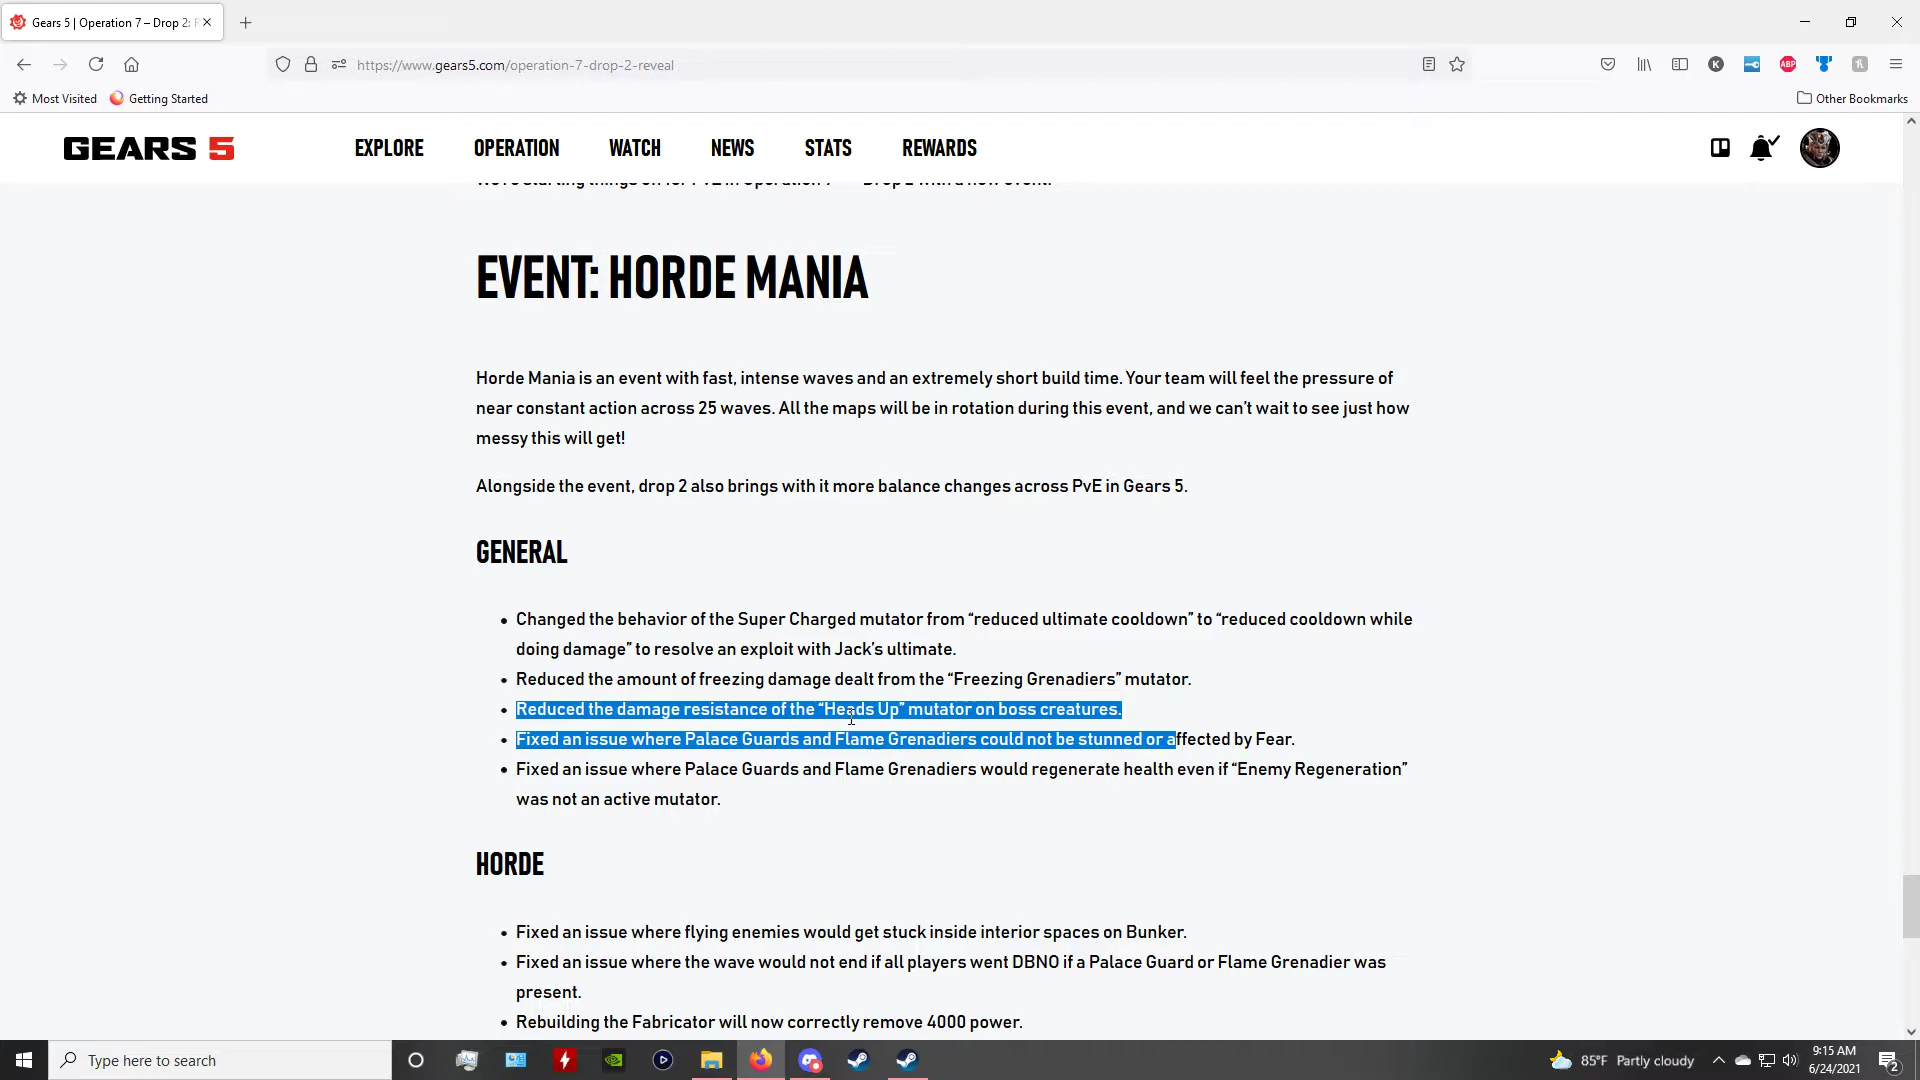 Gears 5 | Operation 7 – Drop 2:
https://www.gears5.com/operation-7-drop-2-reveal
Most Visited
Getting Started
Other Bookmarks
GEARS 5
EXPLORE
OPERATION
WATCH
NEWS
STATS
REWARDS
EVENT: HORDE MANIA
Horde Mania is an event with fast, intense waves and an extremely short build time. Your team will feel the pressure of
near constant action across 25 waves. All the maps will be in rotation during this event, and we can’t wait to see just how
messy this will get!
Alongside the event, drop 2 also brings with it more balance changes across PvE in Gears 5.
GENERAL
• Changed the behavior of the Super Charged mutator from “reduced ultimate cooldown” to “reduced cooldown while
doing damage” to resolve an exploit with Jack’s ultimate.
• Reduced the amount of freezing damage dealt from the “Freezing Grenadiers” mutator.
• Reduced the damage resistance of the “Heads Up” mutator on boss creatures.
• Fixed an issue where Palace Guards and Flame Grenadiers could not be stunned or affected by Fear.
• Fixed an issue where Palace Guards and Flame Grenadiers would regenerate health even if “Enemy Regeneration”
was not an active mutator.
HORDE
• Fixed an issue where flying enemies would get stuck inside interior spaces on Bunker.
• Fixed an issue where the wave would not end if all players went DBNO if a Palace Guard or Flame Grenadier was
present.
• Rebuilding the Fabricator will now correctly remove 4000 power.
Type here to search
85°F Partly cloudy
9:15 AM
6/24/2021
2